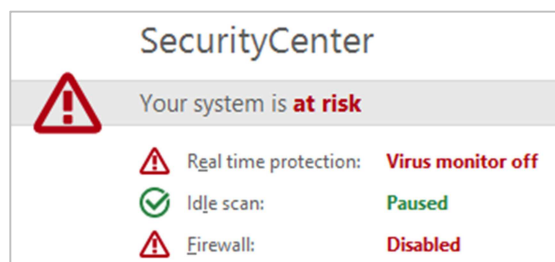 SecurityCenter
Your system is at risk
Real time protection: Virus monitor off
Idle scan: Paused
Firewall: Disabled